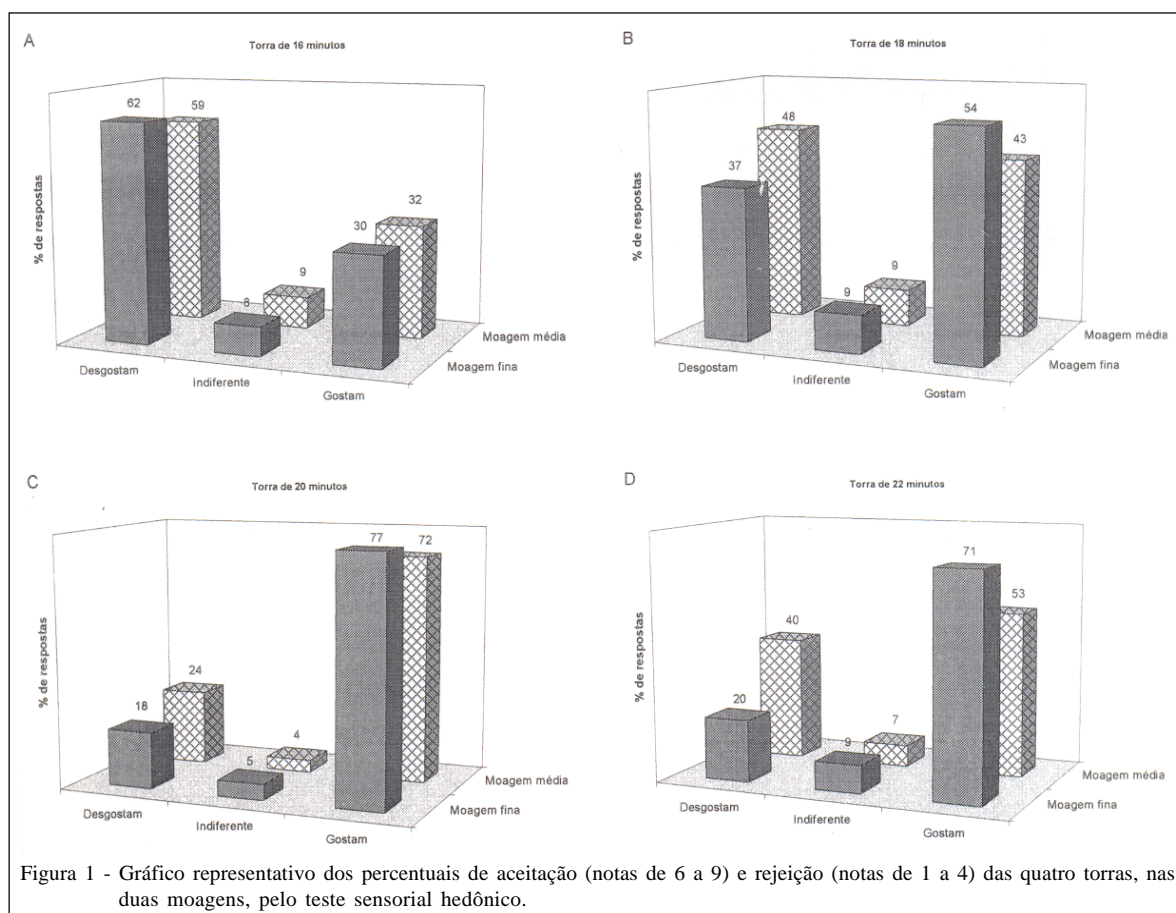 A
Torra de 16 minutos
% de respostas
62
59
8
9
30
32
Desgostam
Indiferente
Gostam
Moagem média
Moagem fina
B
Torra de 18 minutos
% de respostas
37
48
9
9
54
43
Desgostam
Indiferente
Gostam
Moagem média
Moagem fina
C
Torra de 20 minutos
% de respostas
18
24
5
4
77
72
Desgostam
Indiferente
Gostam
Moagem média
Moagem fina
D
Torra de 22 minutos
% de respostas
20
40
9
7
71
53
Desgostam
Indiferente
Gostam
Moagem média
Moagem fina
Figura 1 - Gráfico representativo dos percentuais de aceitação (notas de 6 a 9) e rejeição (notas de 1 a 4) das quatro torras, nas
duas moagens, pelo teste sensorial hedônico.